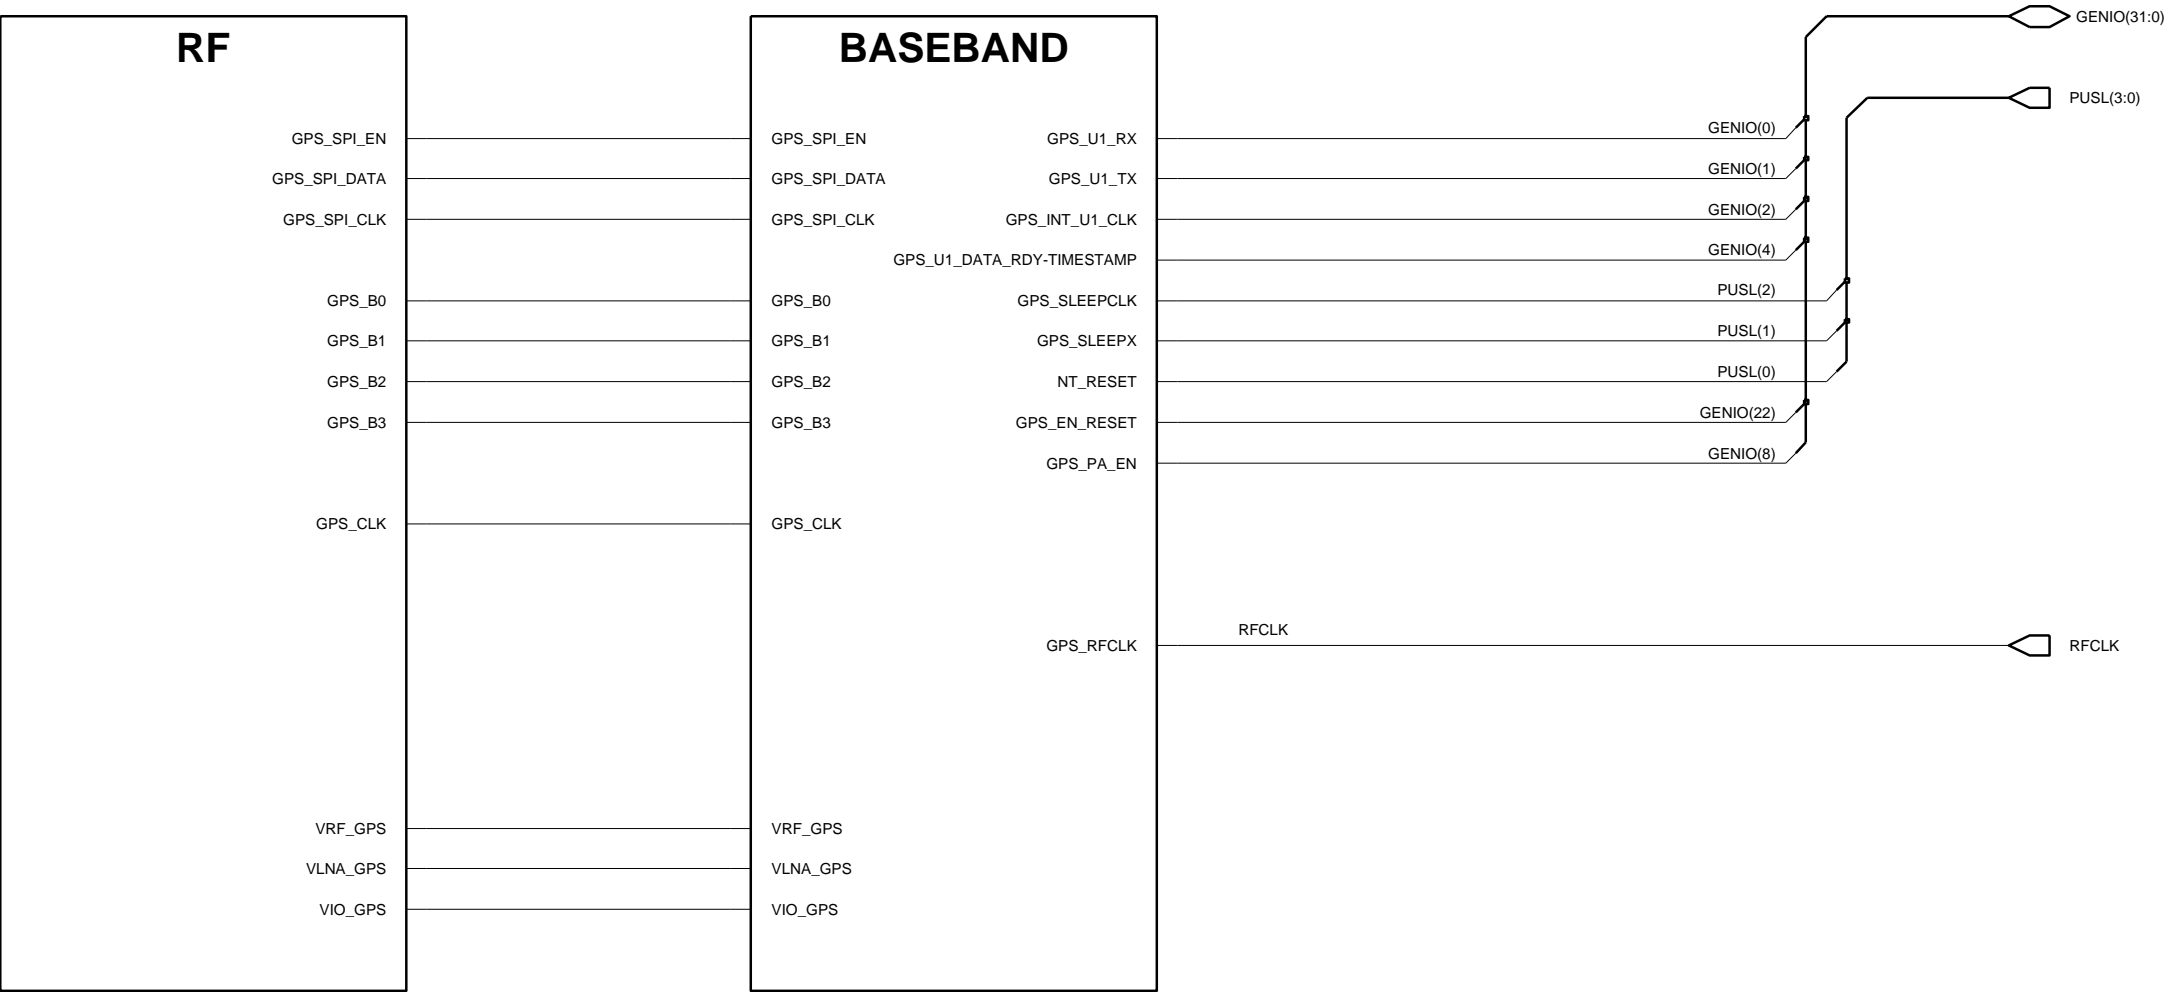 GENIO(31:0)
RF
BASEBAND
PUSL(3:0)
GPS_SPI_EN
GPS_SPI_EN
GPS_U1_RX
GENIO(0)
GPS_SPI_DATA
GPS_SPI_DATA
GPS_U1_TX
GENIO(1)
GPS_SPI_CLK
GPS_SPI_CLK
GPS_INT_U1_CLK
GENIO(2)
GPS_U1_DATA_RDY-TIMESTAMP
GENIO(4)
GPS_B0
GPS_B0
GPS_SLEEPCLK
PUSL(2)
GPS_B1
GPS_B1
GPS_SLEEPX
PUSL(1)
GPS_B2
GPS_B2
NT_RESET
PUSL(0)
GPS_B3
GPS_B3
GPS_EN_RESET
GENIO(22)
GPS_PA_EN
GENIO(8)
GPS_CLK
GPS_CLK
GPS_RFCLK
RFCLK
RFCLK
VRF_GPS
VRF_GPS
VLNA_GPS
VLNA_GPS
VIO_GPS
VIO_GPS